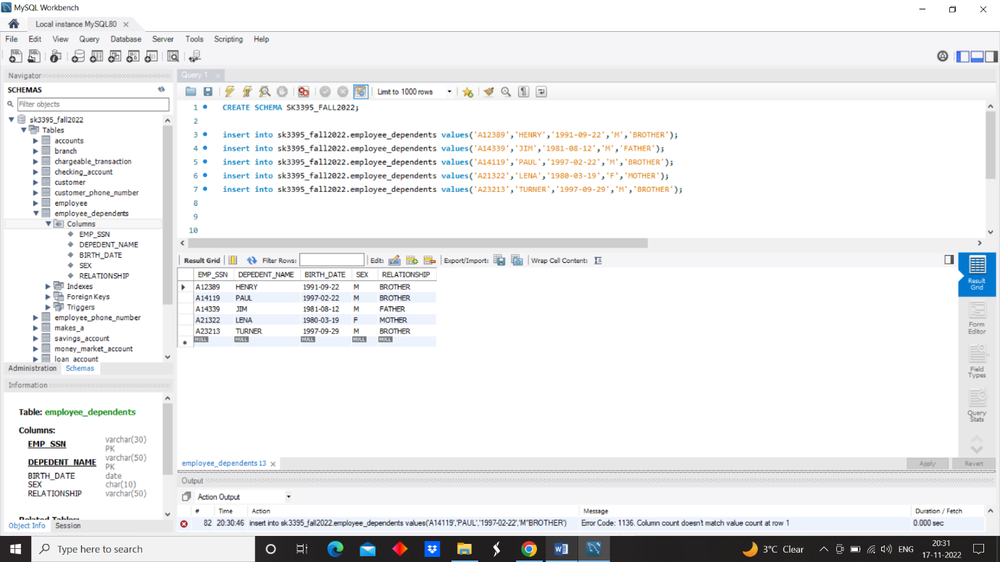 MySQL Workbench
Local instance MySQL80
File Edit View Query Database Server Tools Scripting Help
Navigator
SCHEMAS
Filter objects
sk3395_fall2022
Tables
accounts
branch
chargeable_transaction
checking_account
customer
customer_phone_number
employee
employee_dependents
Columns
EMP_SSN
DEPEDENT_NAME
BIRTH_DATE
SEX
RELATIONSHIP
Indexes
Foreign Keys
Triggers
employee_phone_number
makes_a
savings_account
money_market_account
loan_account
Administration Schemas
Information
Table: employee_dependents
Columns:
EMP_SSN varchar(30) PK
DEPEDENT_NAME varchar(50) PK
BIRTH_DATE date
SEX char(10)
RELATIONSHIP varchar(50)
Related Tables:
Object Info Session
Query 1
Limit to 1000 rows
1 CREATE SCHEMA SK3395_FALL2022;
2
3 insert into sk3395_fall2022.employee_dependents values('A12389','HENRY','1991-09-22','M','BROTHER');
4 insert into sk3395_fall2022.employee_dependents values('A14339','JIM','1981-08-12','M','FATHER');
5 insert into sk3395_fall2022.employee_dependents values('A14119','PAUL','1997-02-22','M','BROTHER');
6 insert into sk3395_fall2022.employee_dependents values('A21322','LENA','1980-03-19','F','MOTHER');
7 insert into sk3395_fall2022.employee_dependents values('A23213','TURNER','1997-09-29','M','BROTHER');
8
9
10
Result Grid Filter Rows: Edit: Export/Import: Wrap Cell Content:
EMP_SSN DEPEDENT_NAME BIRTH_DATE SEX RELATIONSHIP
A12389 HENRY 1991-09-22 M BROTHER
A14119 PAUL 1997-02-22 M BROTHER
A14339 JIM 1981-08-12 M FATHER
A21322 LENA 1980-03-19 F MOTHER
A23213 TURNER 1997-09-29 M BROTHER
NULL NULL NULL NULL NULL
Result Grid
Form Editor
Field Types
Query Stats
employee_dependents 13
Apply Revert
Output
Action Output
# Time Action Message Duration / Fetch
82 20:30:46 insert into sk3395_fall2022.employee_dependents values('A14119','PAUL','1997-02-22','M''BROTHER') Error Code: 1136. Column count doesn't match value count at row 1 0.000 sec
Type here to search
3°C Clear
ENG
20:31
17-11-2022